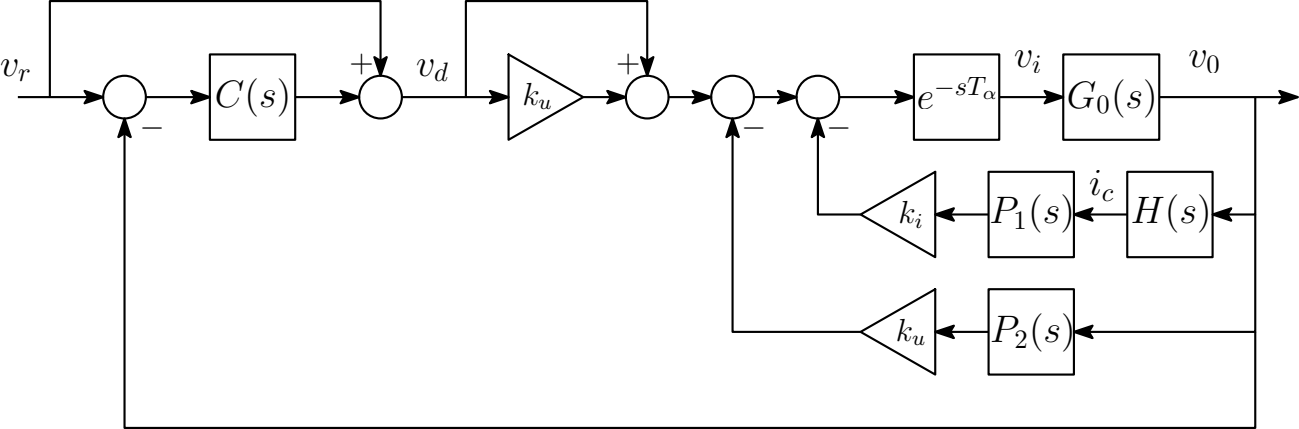 v_r
+
v_d
+
v_i
v_0
C(s)
k_u
e^{-sT_α}
G_0(s)
−
−
−
i_c
k_i
P_1(s)
H(s)
k_u
P_2(s)